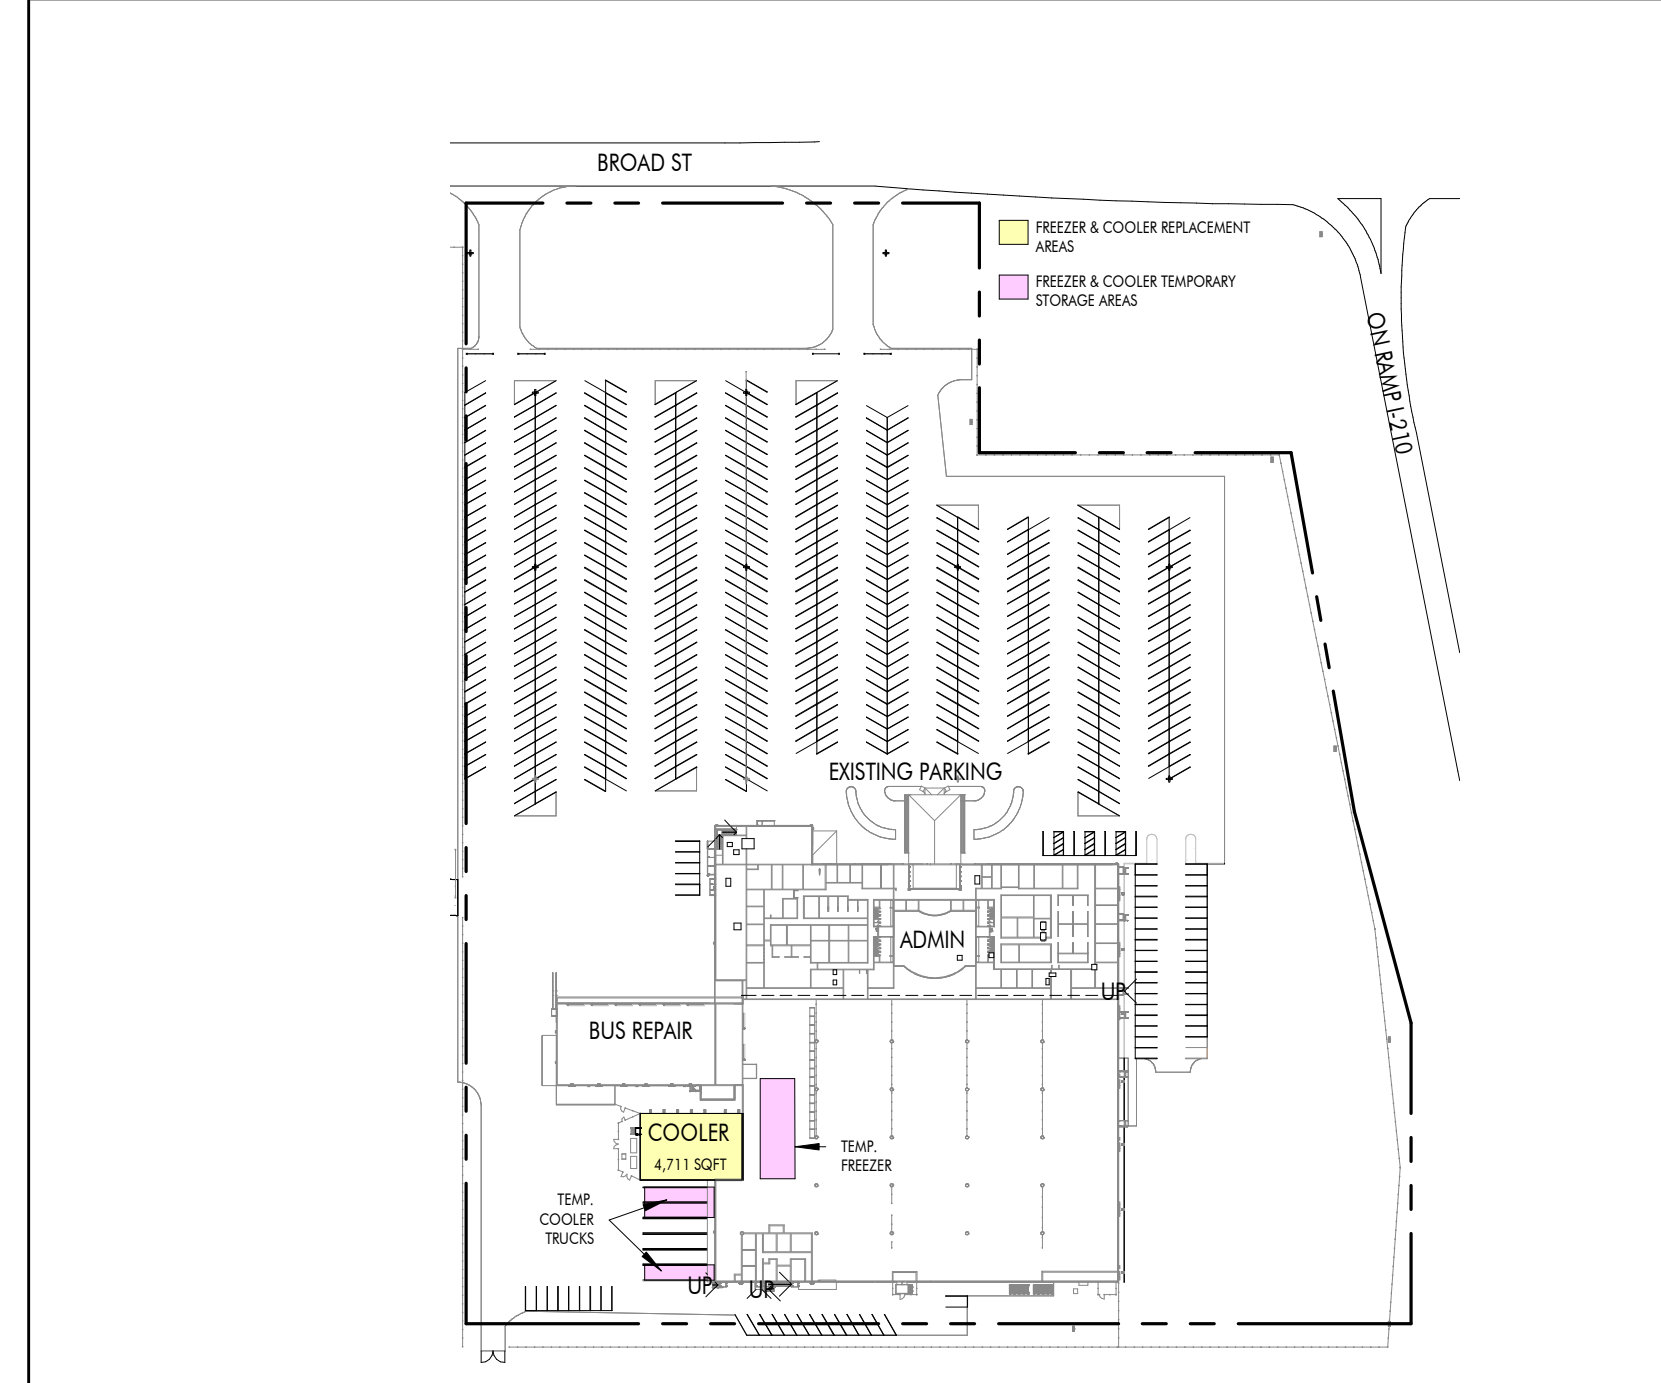 BROAD ST
FREEZER & COOLER REPLACEMENT
AREAS
FREEZER & COOLER TEMPORARY
STORAGE AREAS
ON RAMP I-210
EXISTING PARKING
ADMIN
UP
BUS REPAIR
COOLER
4,711 SQFT
TEMP.
FREEZER
TEMP.
COOLER
TRUCKS
UP
UP